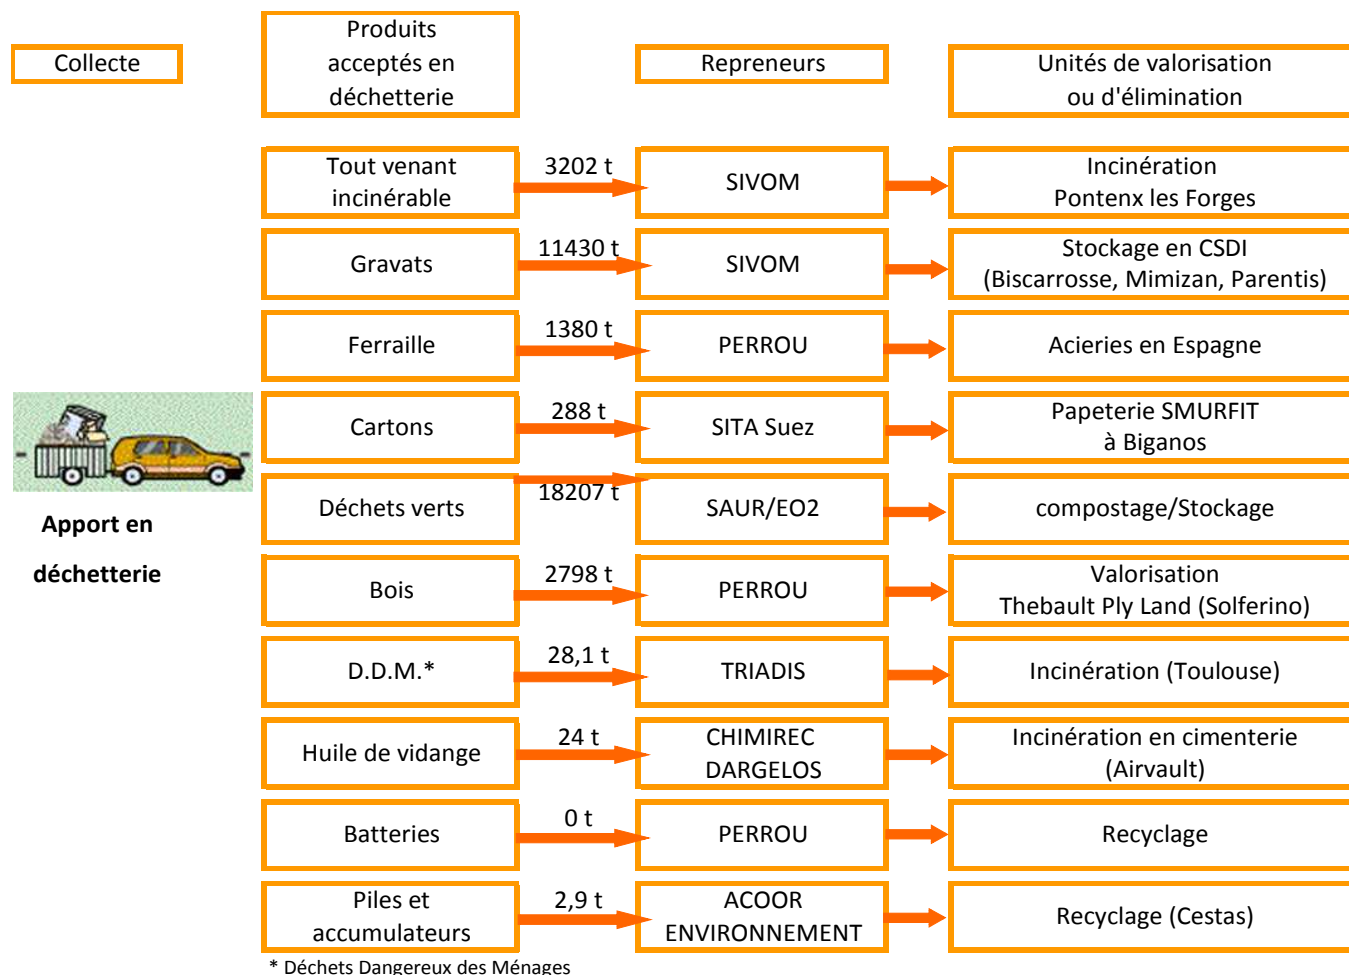 Collecte
Produits
acceptés en
déchetterie
Repreneurs
Unités de valorisation
ou d'élimination
Tout venant
incinérable
3202 t
SIVOM
Incinération
Pontenx les Forges
Gravats
11430 t
SIVOM
Stockage en CSDI
(Biscarrosse, Mimizan, Parentis)
Ferraille
1380 t
PERROU
Acieries en Espagne
Cartons
288 t
SITA Suez
Papeterie SMURFIT
à Biganos
Apport en
déchetterie
Déchets verts
18207 t
SAUR/EO2
compostage/Stockage
Bois
2798 t
PERROU
Valorisation
Thebault Ply Land (Solferino)
D.D.M.*
28,1 t
TRIADIS
Incinération (Toulouse)
Huile de vidange
24 t
CHIMIREC
DARGELOS
Incinération en cimenterie
(Airvault)
Batteries
0 t
PERROU
Recyclage
Piles et
accumulateurs
2,9 t
ACOOR
ENVIRONNEMENT
Recyclage (Cestas)
* Déchets Dangereux des Ménages